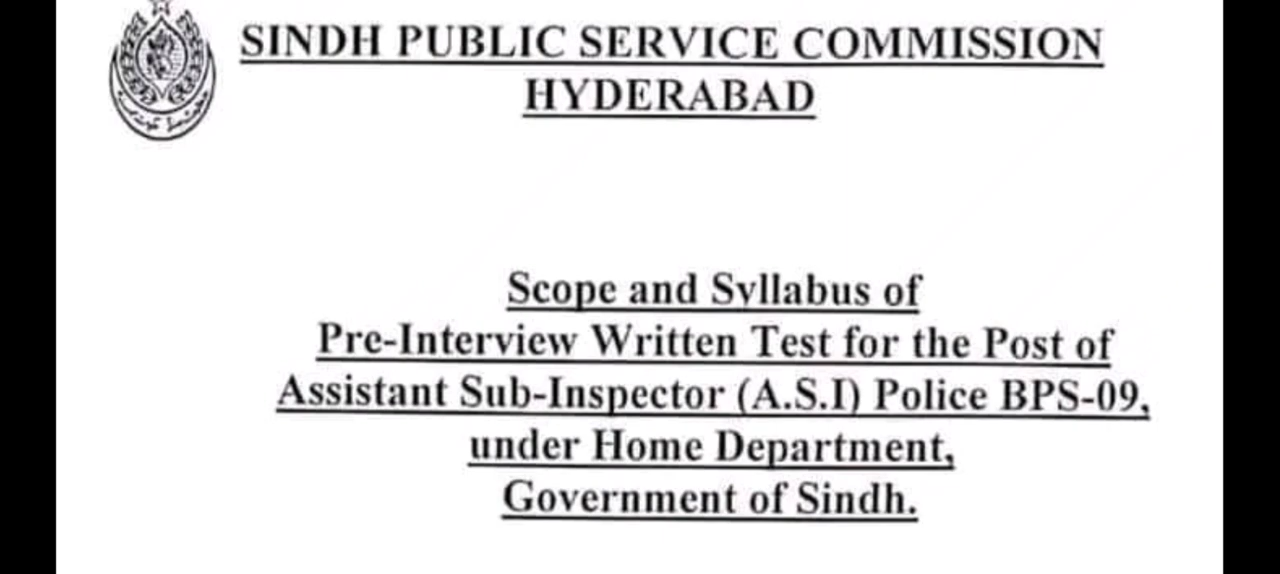 SINDH PUBLIC SERVICE COMMISSION
HYDERABAD
Scope and Syllabus of
Pre-Interview Written Test for the Post of
Assistant Sub-Inspector (A.S.I) Police BPS-09,
under Home Department,
Government of Sindh.